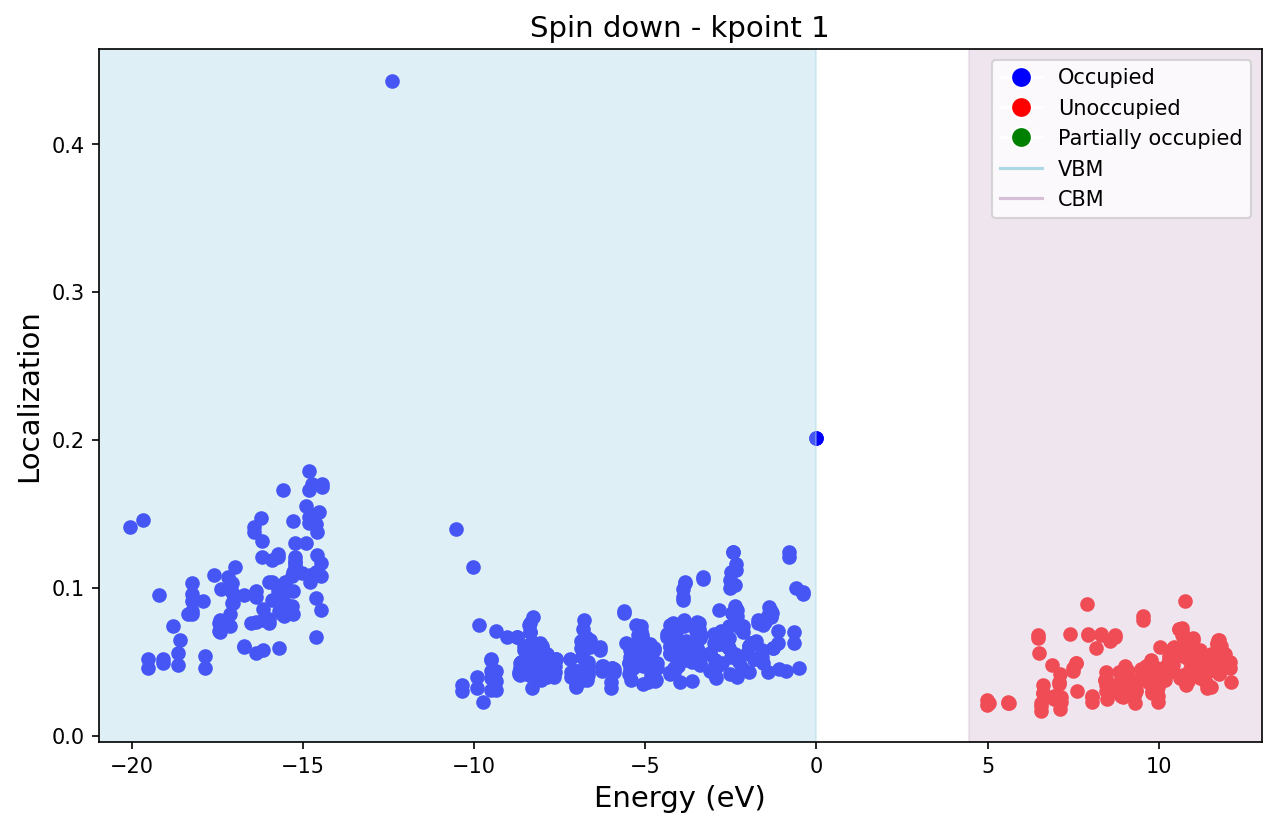 Spin down - kpoint 1
Localization
0.4
0.3
0.2
0.1
0.0
Occupied
Unoccupied
Partially occupied
VBM
CBM
−20
−15
−10
−5
0
5
10
Energy (eV)